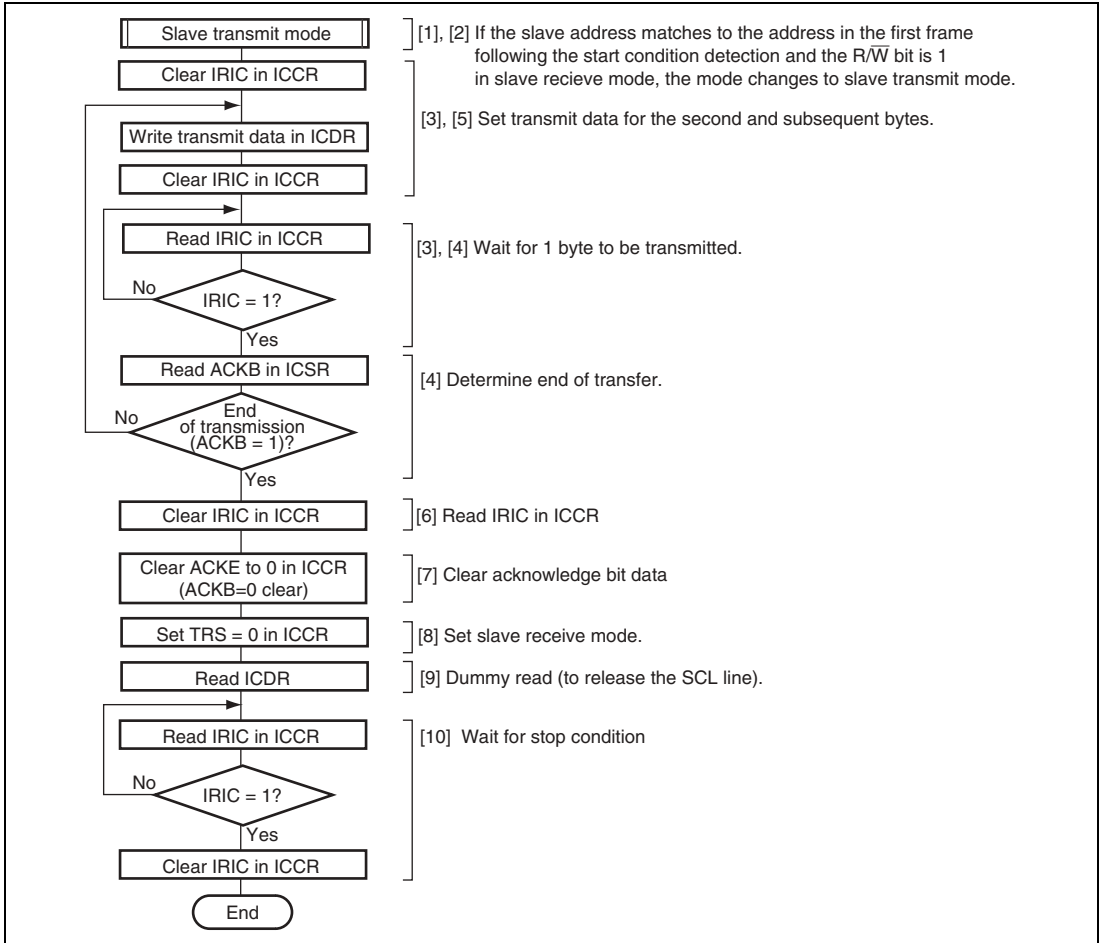 Slave transmit mode
[1], [2] If the slave address matches to the address in the first frame
following the start condition detection and the R/W̅ bit is 1
in slave recieve mode, the mode changes to slave transmit mode.
Clear IRIC in ICCR
[3], [5] Set transmit data for the second and subsequent bytes.
Write transmit data in ICDR
Clear IRIC in ICCR
Read IRIC in ICCR
[3], [4] Wait for 1 byte to be transmitted.
No
IRIC = 1?
Yes
Read ACKB in ICSR
[4] Determine end of transfer.
No
End
of transmission
(ACKB = 1)?
Yes
Clear IRIC in ICCR
[6] Read IRIC in ICCR
Clear ACKE to 0 in ICCR
(ACKB=0 clear)
[7] Clear acknowledge bit data
Set TRS = 0 in ICCR
[8] Set slave receive mode.
Read ICDR
[9] Dummy read (to release the SCL line).
Read IRIC in ICCR
[10] Wait for stop condition
No
IRIC = 1?
Yes
Clear IRIC in ICCR
End